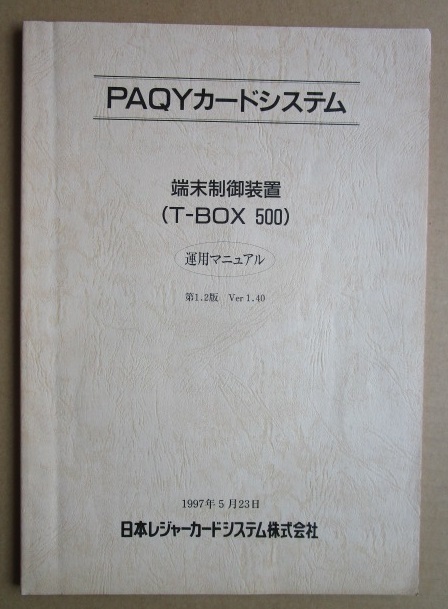 PAQYカードシステム
端末制御装置
(T-BOX 500)
運用マニュアル
第1.2版 Ver 1.40
1997年5月23日
日本レジャーカードシステム株式会社